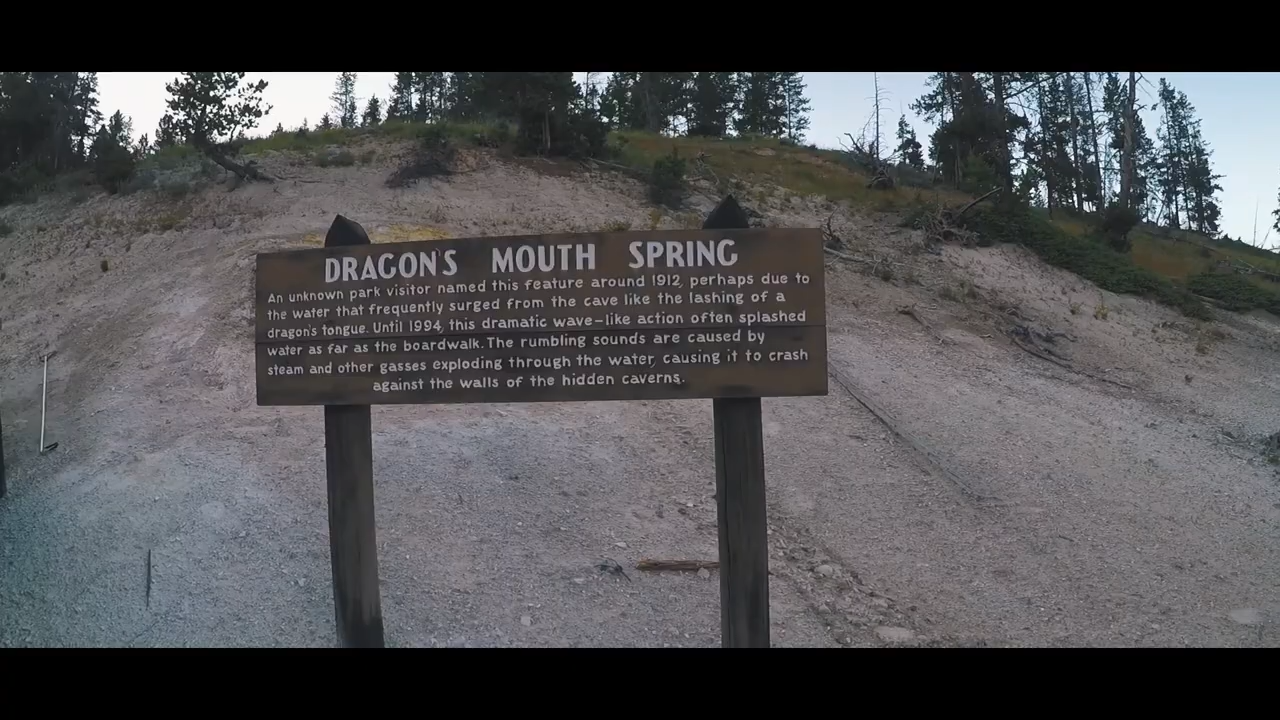 DRAGON'S MOUTH SPRING
An unknown park visitor named this feature around 1912, perhaps due to
the water that frequently surged from the cave like the lashing of a
dragon's tongue. Until 1994, this dramatic wave-like action often splashed
water as far as the boardwalk. The rumbling sounds are caused by
steam and other gasses exploding through the water, causing it to crash
against the walls of the hidden caverns.